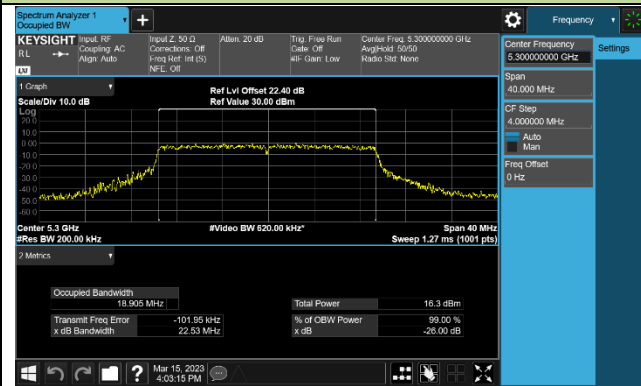 Spectrum Analyzer 1
Occupied BW
Frequency
KEYSIGHT
RL
LXI
Input: RF
Coupling: AC
Align: Auto
Input Z: 50 Ω
Corrections: Off
Freq Ref: Int (S)
NFE: Off
Atten: 20 dB
Trig: Free Run
Gate: Off
#IF Gain: Low
Center Freq: 5.300000000 GHz
Avg|Hold: 50/50
Radio Std: None
Center Frequency
5.300000000 GHz
Settings
Span
40.000 MHz
CF Step
4.000000 MHz
Auto
Man
Freq Offset
0 Hz
1 Graph
Scale/Div 10.0 dB
Ref Lvl Offset 22.40 dB
Ref Value 30.00 dBm
Log
20.0
10.0
0.00
-10.0
-20.0
-30.0
-40.0
-50.0
-60.0
Center 5.3 GHz
#Res BW 200.00 kHz
#Video BW 620.00 kHz*
Span 40 MHz
Sweep 1.27 ms (1001 pts)
2 Metrics
Occupied Bandwidth
18.905 MHz
Total Power 16.3 dBm
Transmit Freq Error -101.95 kHz
% of OBW Power 99.00 %
x dB Bandwidth 22.53 MHz
x dB -26.00 dB
Mar 15, 2023
4:03:15 PM